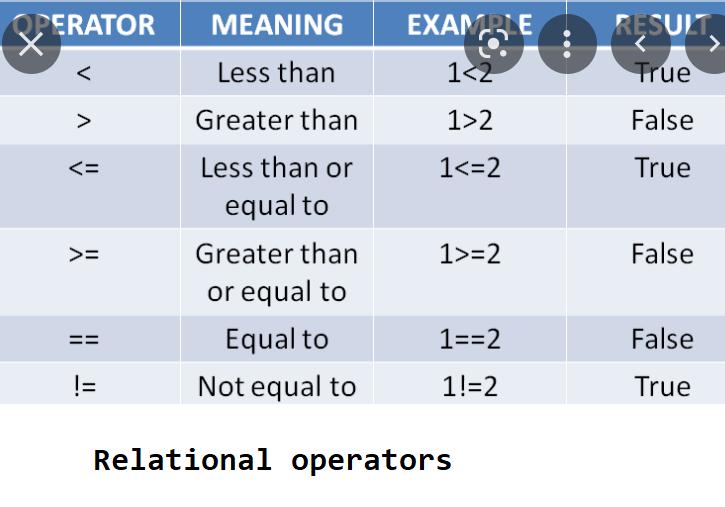 OPERATOR MEANING EXAMPLE RESULT
< Less than 1<2 True
> Greater than 1>2 False
<= Less than or 1<=2 True
equal to
>= Greater than 1>=2 False
or equal to
== Equal to 1==2 False
!= Not equal to 1!=2 True
Relational operators